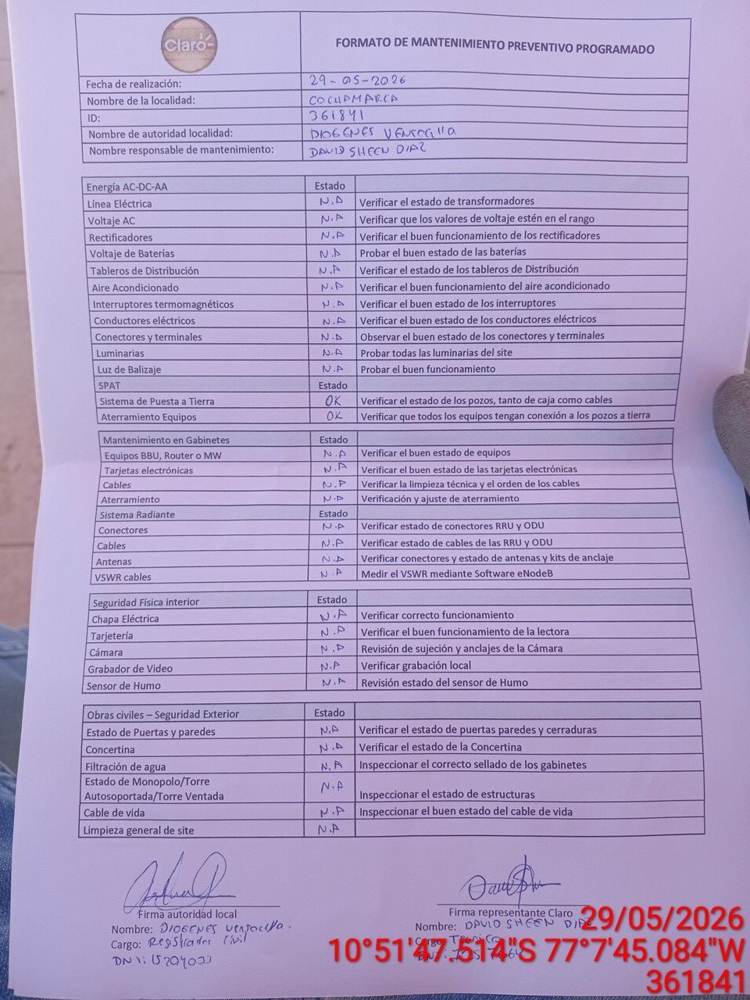 Claro
FORMATO DE MANTENIMIENTO PREVENTIVO PROGRAMADO
Fecha de realización: 29-05-2026
Nombre de la localidad: COCHAMARCA
ID: 361841
Nombre de autoridad localidad: DIOGENES VENTOCILLA
Nombre responsable de mantenimiento: DAVID SHEEN DIAZ
Energía AC-DC-AA Estado
Línea Eléctrica N.A Verificar el estado de transformadores
Voltaje AC N.A Verificar que los valores de voltaje estén en el rango
Rectificadores N.A Verificar el buen funcionamiento de los rectificadores
Voltaje de Baterías N.A Probar el buen estado de las baterías
Tableros de Distribución N.A Verificar el estado de los tableros de Distribución
Aire Acondicionado N.A Verificar el buen funcionamiento del aire acondicionado
Interruptores termomagnéticos N.A Verificar el buen estado de los interruptores
Conductores eléctricos N.A Verificar el buen estado de los conductores eléctricos
Conectores y terminales N.A Observar el buen estado de los conectores y terminales
Luminarias N.A Probar todas las luminarias del site
Luz de Balizaje N.A Probar el buen funcionamiento
SPAT Estado
Sistema de Puesta a Tierra OK Verificar el estado de los pozos, tanto de caja como cables
Aterramiento Equipos OK Verificar que todos los equipos tengan conexión a los pozos a tierra
Mantenimiento en Gabinetes Estado
Equipos BBU, Router o MW N.A Verificar el buen estado de equipos
Tarjetas electrónicas N.A Verificar el buen estado de las tarjetas electrónicas
Cables N.A Verificar la limpieza técnica y el orden de los cables
Aterramiento N.A Verificación y ajuste de aterramiento
Sistema Radiante Estado
Conectores N.A Verificar estado de conectores RRU y ODU
Cables N.A Verificar estado de cables de las RRU y ODU
Antenas N.A Verificar conectores y estado de antenas y kits de anclaje
VSWR cables N.A Medir el VSWR mediante Software eNodeB
Seguridad Física interior Estado
Chapa Eléctrica N.A Verificar correcto funcionamiento
Tarjetería N.A Verificar el buen funcionamiento de la lectora
Cámara N.A Revisión de sujeción y anclajes de la Cámara
Grabador de Video N.A Verificar grabación local
Sensor de Humo N.A Revisión estado del sensor de Humo
Obras civiles – Seguridad Exterior Estado
Estado de Puertas y paredes N.A Verificar el estado de puertas paredes y cerraduras
Concertina N.A Verificar el estado de la Concertina
Filtración de agua N.A Inspeccionar el correcto sellado de los gabinetes
Estado de Monopolo/Torre
Autosoportada/Torre Ventada N.A Inspeccionar el estado de estructuras
Cable de vida N.A Inspeccionar el buen estado del cable de vida
Limpieza general de site N.A
Firma autoridad local
Nombre: DIOGENES Ventocilla.
Cargo: Registrador Civil
DNI: 15204033
Firma representante Claro
Nombre: DAVID SHEEN DIAZ
Cargo: Tecnico
DNI:
29/05/2026
10°51'47.514"S 77°7'45.084"W
361841